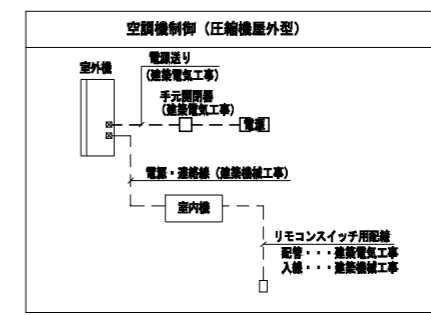 空調機制御（圧縮機屋外型）
電源送り
（建築電気工事）
室外機
手元開閉器
（建築電気工事）
電源
電源・連絡線（建築機械工事）
室内機
リモコンスイッチ用配線
配管・・・建築電気工事
入線・・・建築機械工事